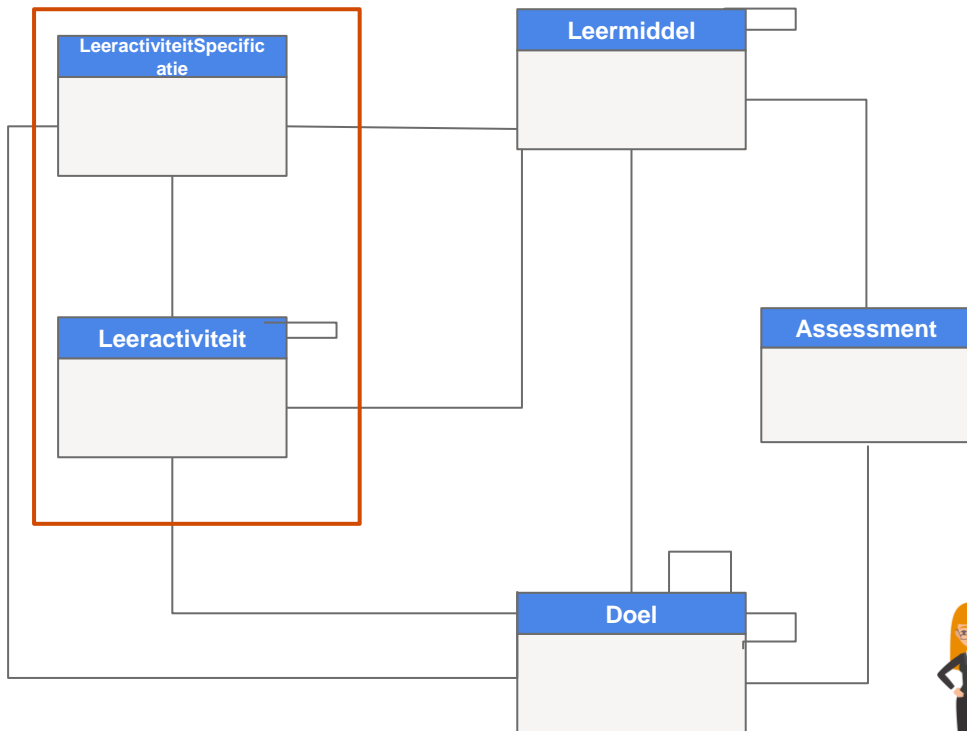 LeeractiviteitSpecific
atie
Leermiddel
Leeractiviteit
Assessment
Doel